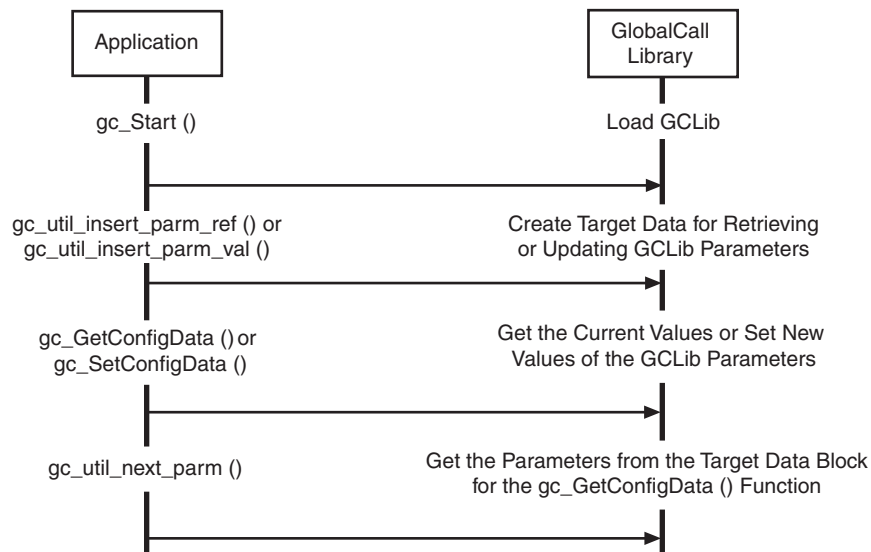 Application
GlobalCall
Library
gc_Start ()
Load GCLib
gc_util_insert_parm_ref () or
gc_util_insert_parm_val ()
Create Target Data for Retrieving
or Updating GCLib Parameters
gc_GetConfigData () or
gc_SetConfigData ()
Get the Current Values or Set New
Values of the GCLib Parameters
gc_util_next_parm ()
Get the Parameters from the Target Data Block
for the gc_GetConfigData () Function